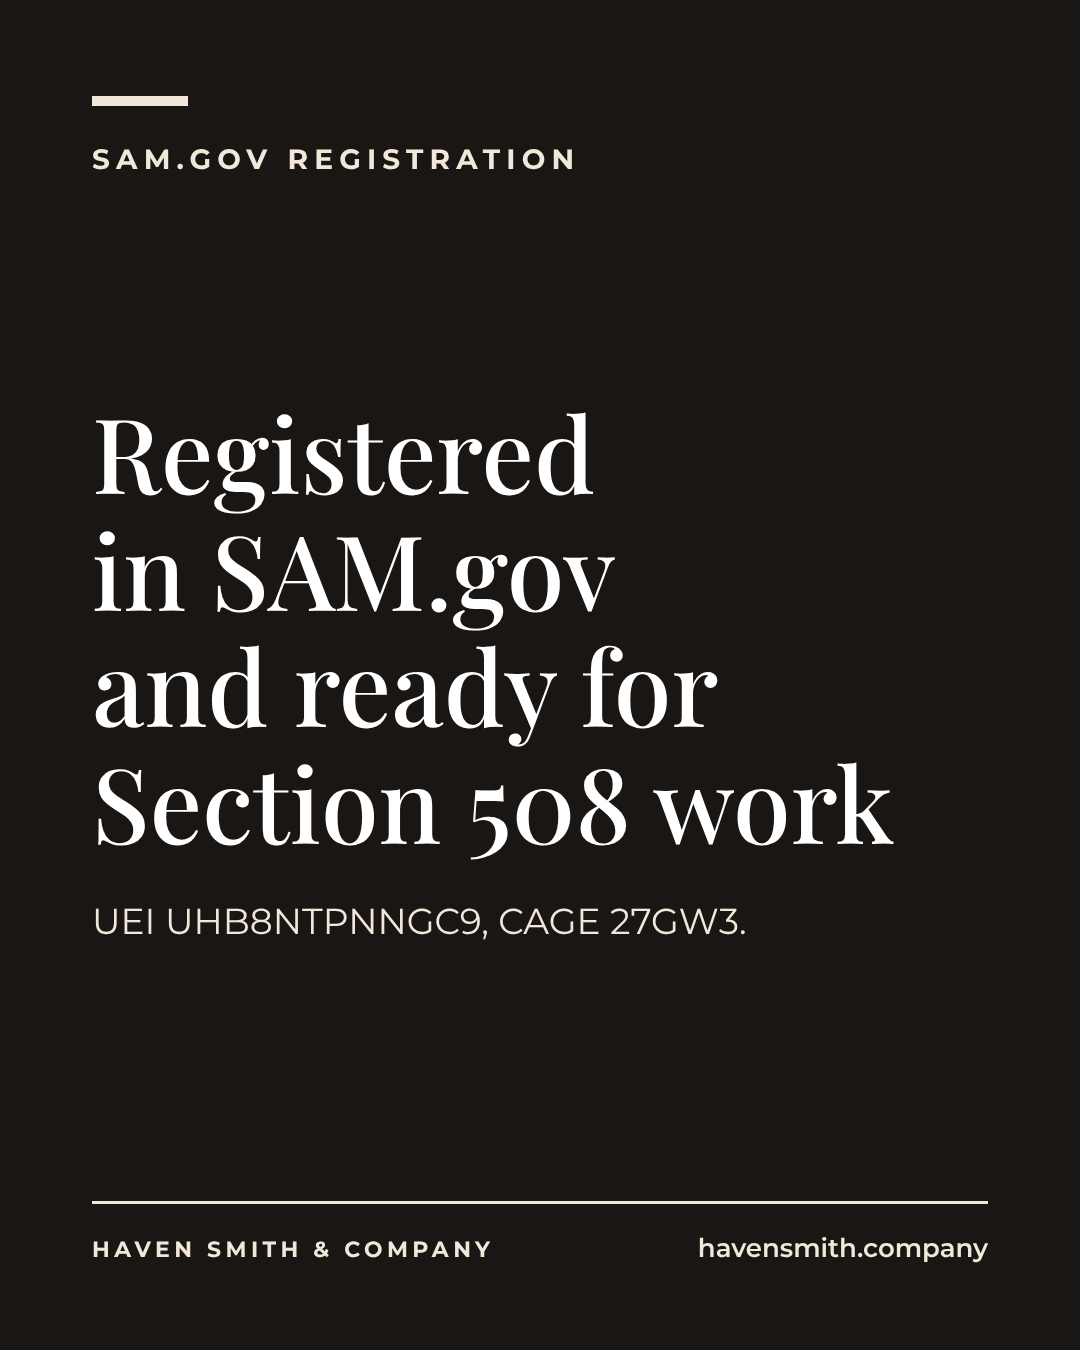 SAM.GOV REGISTRATION
Registered
in SAM.gov
and ready for
Section 508 work
UEI UHB8NTPNNGC9, CAGE 27GW3.
HAVEN SMITH & COMPANY
havensmith.company